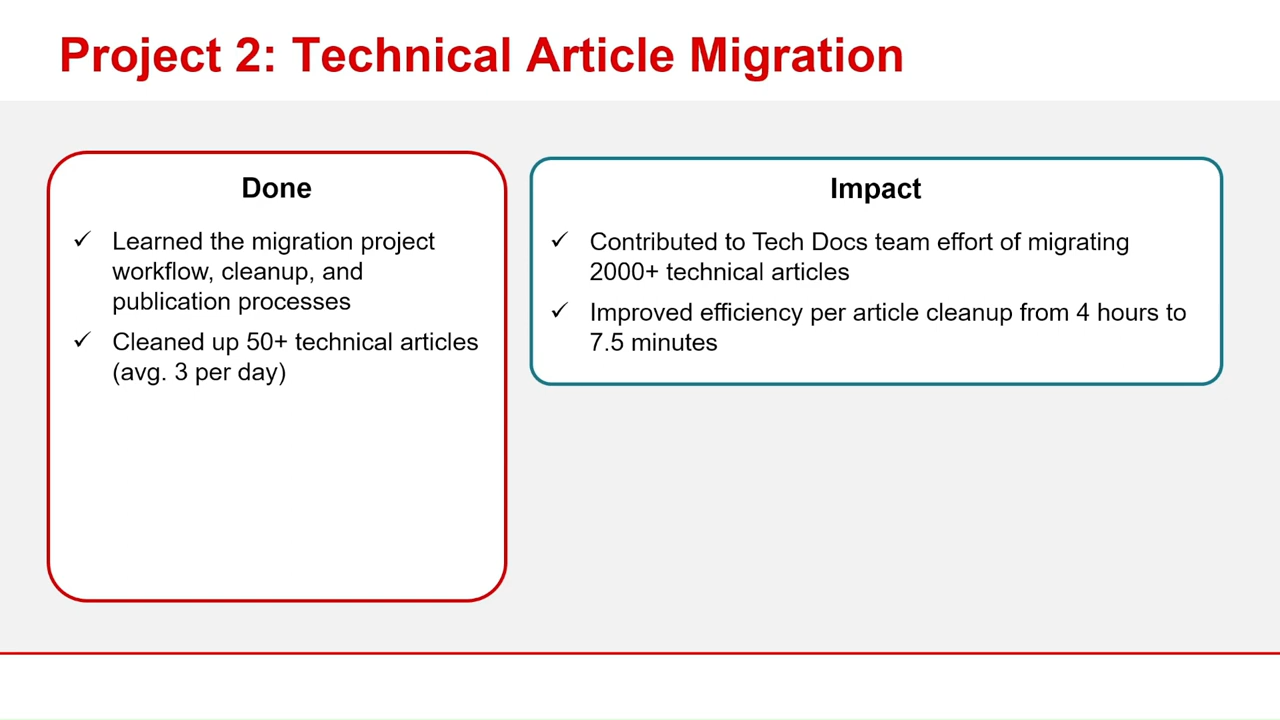 Project 2: Technical Article Migration
Done
✓ Learned the migration project
workflow, cleanup, and
publication processes
✓ Cleaned up 50+ technical articles
(avg. 3 per day)
Impact
✓ Contributed to Tech Docs team effort of migrating
2000+ technical articles
✓ Improved efficiency per article cleanup from 4 hours to
7.5 minutes